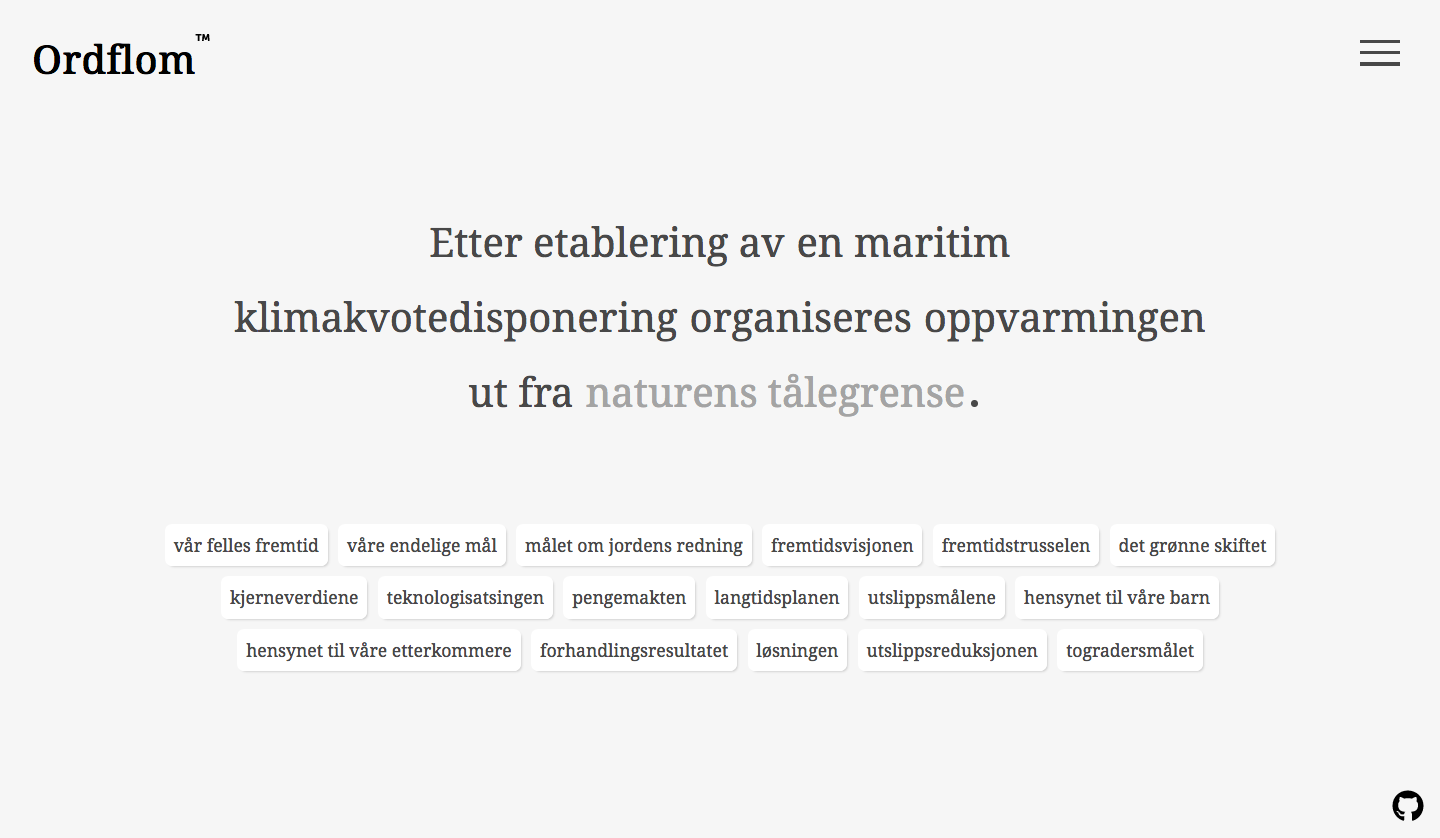 Ordflom™
Etter etablering av en maritim
klimakvotedisponering organiseres oppvarmingen
ut fra naturens tålegrense.
vår felles fremtid våre endelige mål målet om jordens redning fremtidsvisjonen fremtidstrusselen det grønne skiftet
kjerneverdiene teknologisatsingen pengemakten langtidsplanen utslippsmålene hensynet til våre barn
hensynet til våre etterkommere forhandlingsresultatet løsningen utslippsreduksjonen togradersmålet